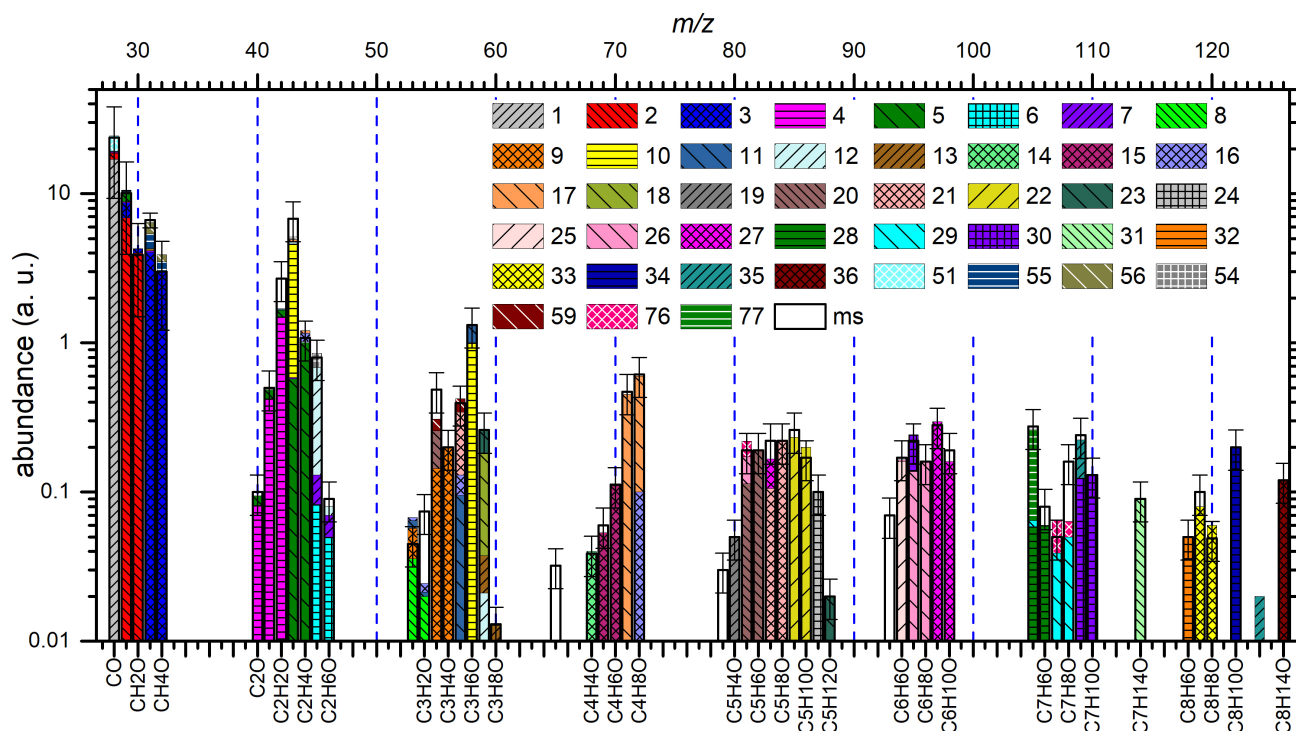 m/z
30 40 50 60 70 80 90 100 110 120
1 2 3 4 5 6 7 8
9 10 11 12 13 14 15 16
17 18 19 20 21 22 23 24
25 26 27 28 29 30 31 32
33 34 35 36 51 55 56 54
59 76 77 ms
abundance (a. u.)
10
1
0.1
0.01
CO CH2O CH4O C2O C2H2O C2H6O C3H2O C3H4O C3H6O C3H8O C4H4O C4H6O C4H8O C5H4O C5H6O C5H8O C5H10O C5H12O C6H6O C6H8O C6H10O C7H6O C7H8O C7H10O C7H14O C8H6O C8H8O C8H10O C8H14O